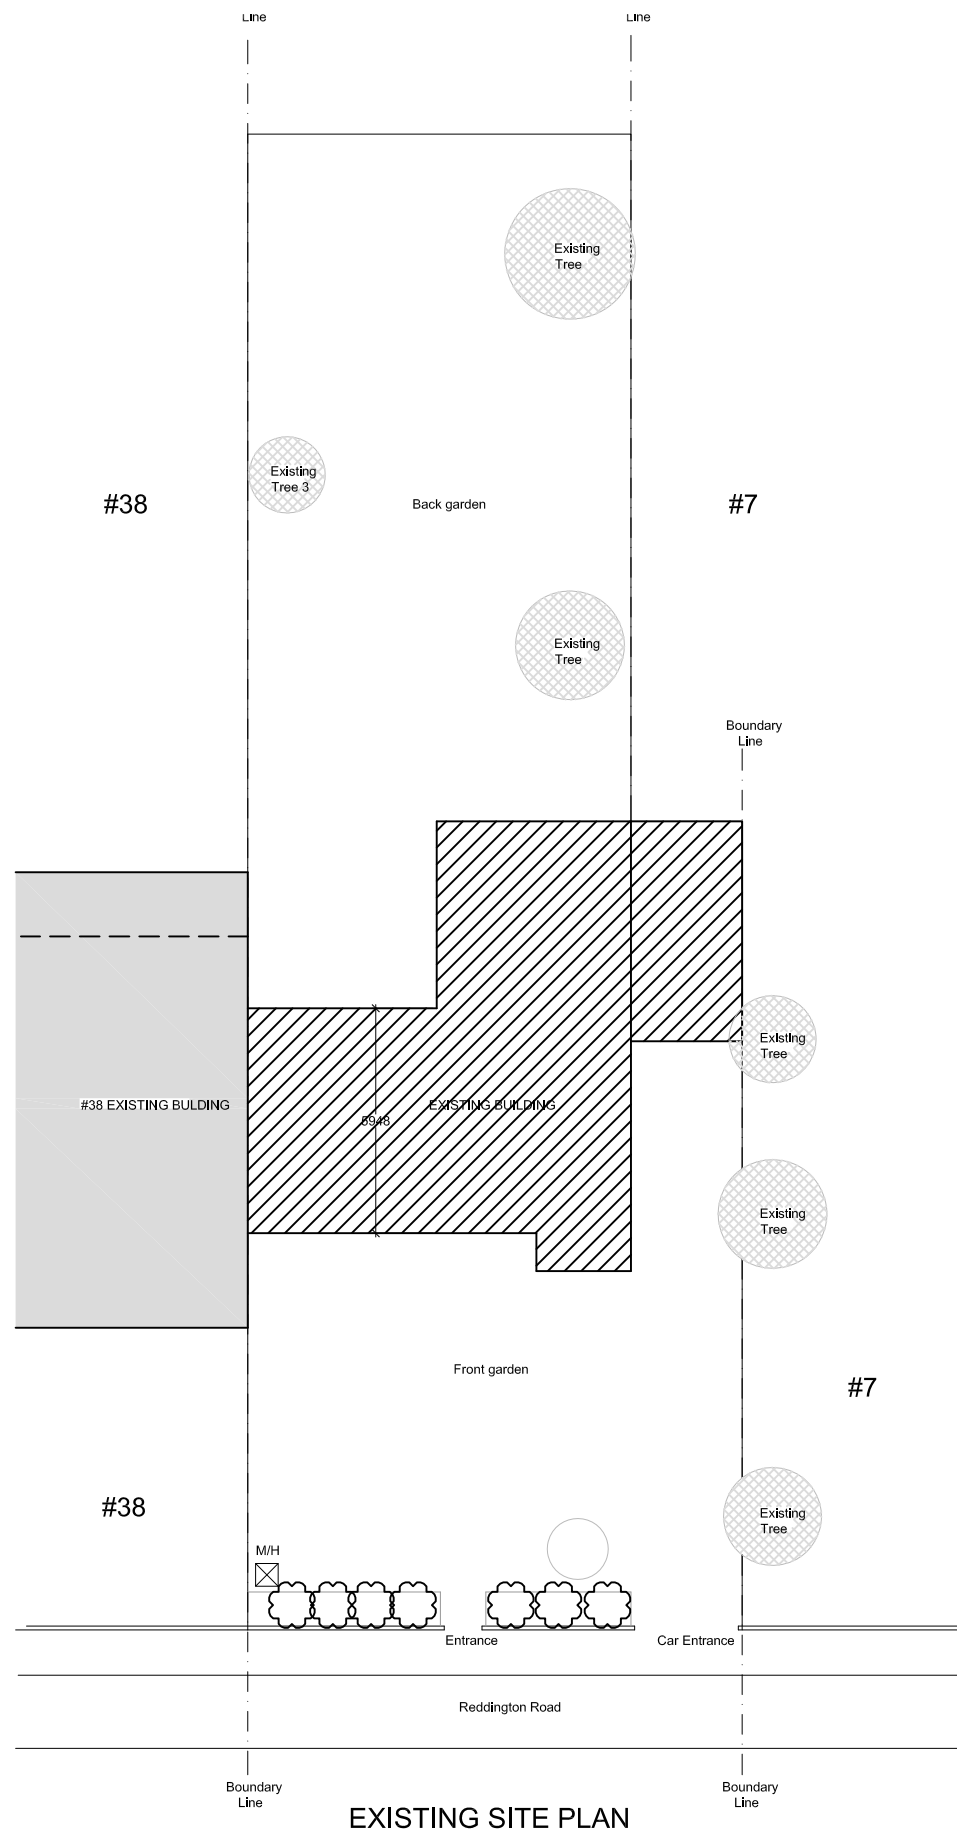 Line
Line
Existing
Tree
Existing
Tree 3
#38
Back garden
#7
Existing
Tree
Boundary
Line
Existing
Tree
#38 EXISTING BULDING
EXISTING BUILDING
5948
Existing
Tree
Front garden
#7
#38
Existing
Tree
M/H
Entrance
Car Entrance
Reddington Road
Boundary
Line
Boundary
Line
EXISTING SITE PLAN